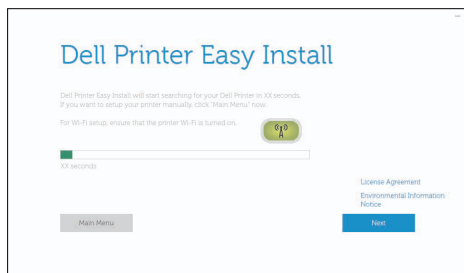 Dell Printer Easy Install
Dell Printer Easy Install will start searching for your Dell Printer in XX seconds.
If you want to setup your printer manually, click "Main Menu" now.
For Wi-Fi setup, ensure that the printer Wi-Fi is turned on.
XX seconds
License Agreement
Environmental Information
Notice
Main Menu
Next